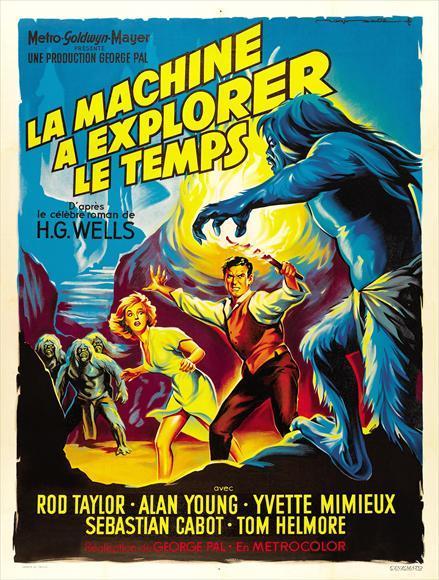 Metro-Goldwyn-Mayer
PRÉSENTE
UNE PRODUCTION GEORGE PAL
LA MACHINE
A EXPLORER
LE TEMPS
D'après
le célèbre roman de
H.G. WELLS
avec
ROD TAYLOR · ALAN YOUNG · YVETTE MIMIEUX
SEBASTIAN CABOT · TOM HELMORE
Réalisation de GEORGE PAL · En METROCOLOR